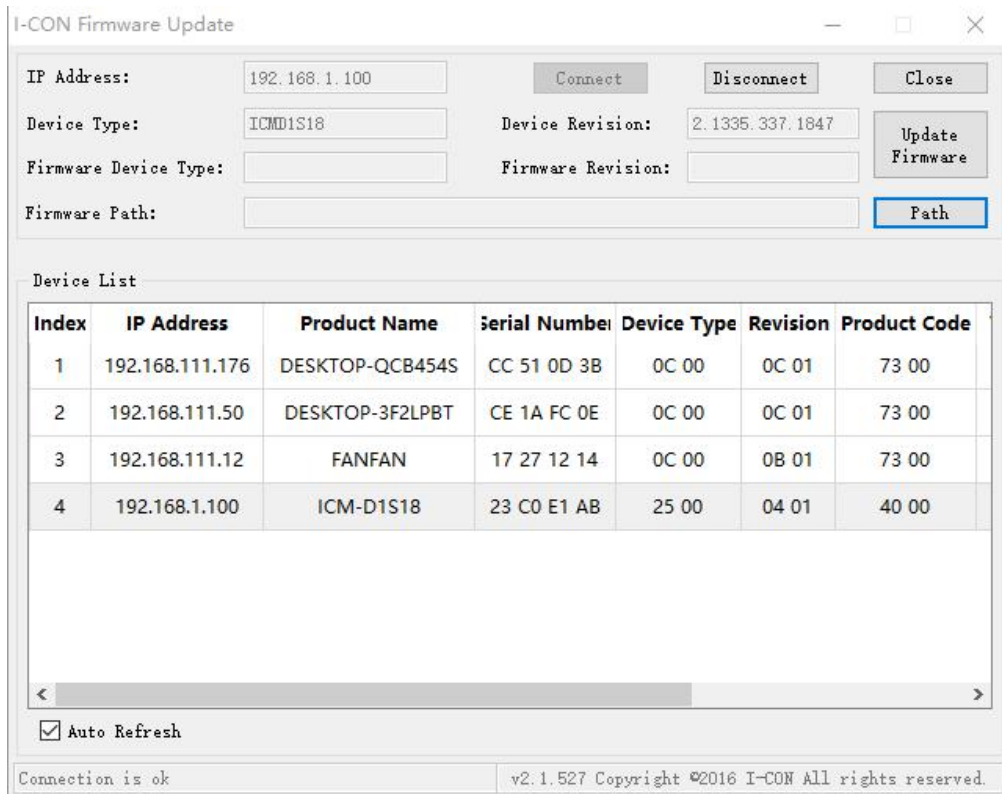 I-CON Firmware Update
IP Address: 192.168.1.100 Connect Disconnect Close
Device Type: ICMD1S18 Device Revision: 2.1335.337.1847 Update Firmware
Firmware Device Type: Firmware Revision:
Firmware Path: Path
Device List
Index IP Address Product Name Serial Number Device Type Revision Product Code
1 192.168.111.176 DESKTOP-QCB454S CC 51 0D 3B 0C 00 0C 01 73 00
2 192.168.111.50 DESKTOP-3F2LPBT CE 1A FC 0E 0C 00 0C 01 73 00
3 192.168.111.12 FANFAN 17 27 12 14 0C 00 0B 01 73 00
4 192.168.1.100 ICM-D1S18 23 C0 E1 AB 25 00 04 01 40 00
Auto Refresh
Connection is ok v2.1.527 Copyright ©2016 I-CON All rights reserved.